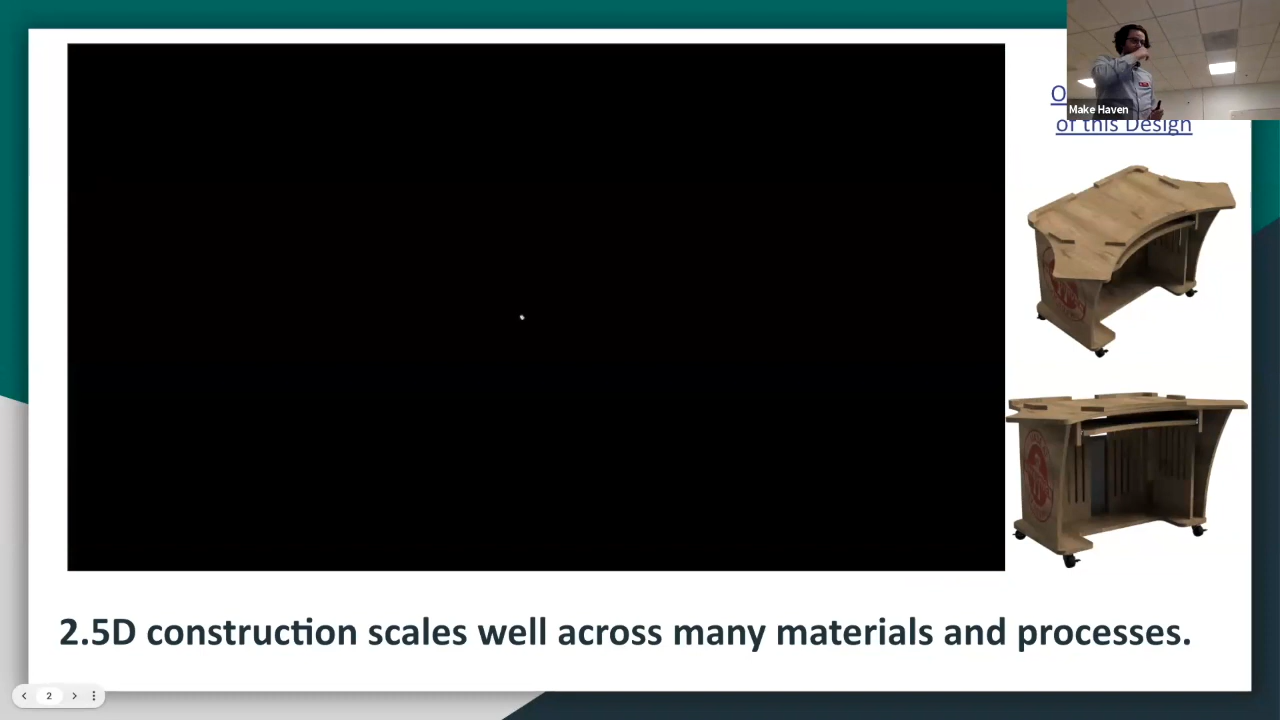 O
Make Haven
of this Design
2.5D construction scales well across many materials and processes.
2